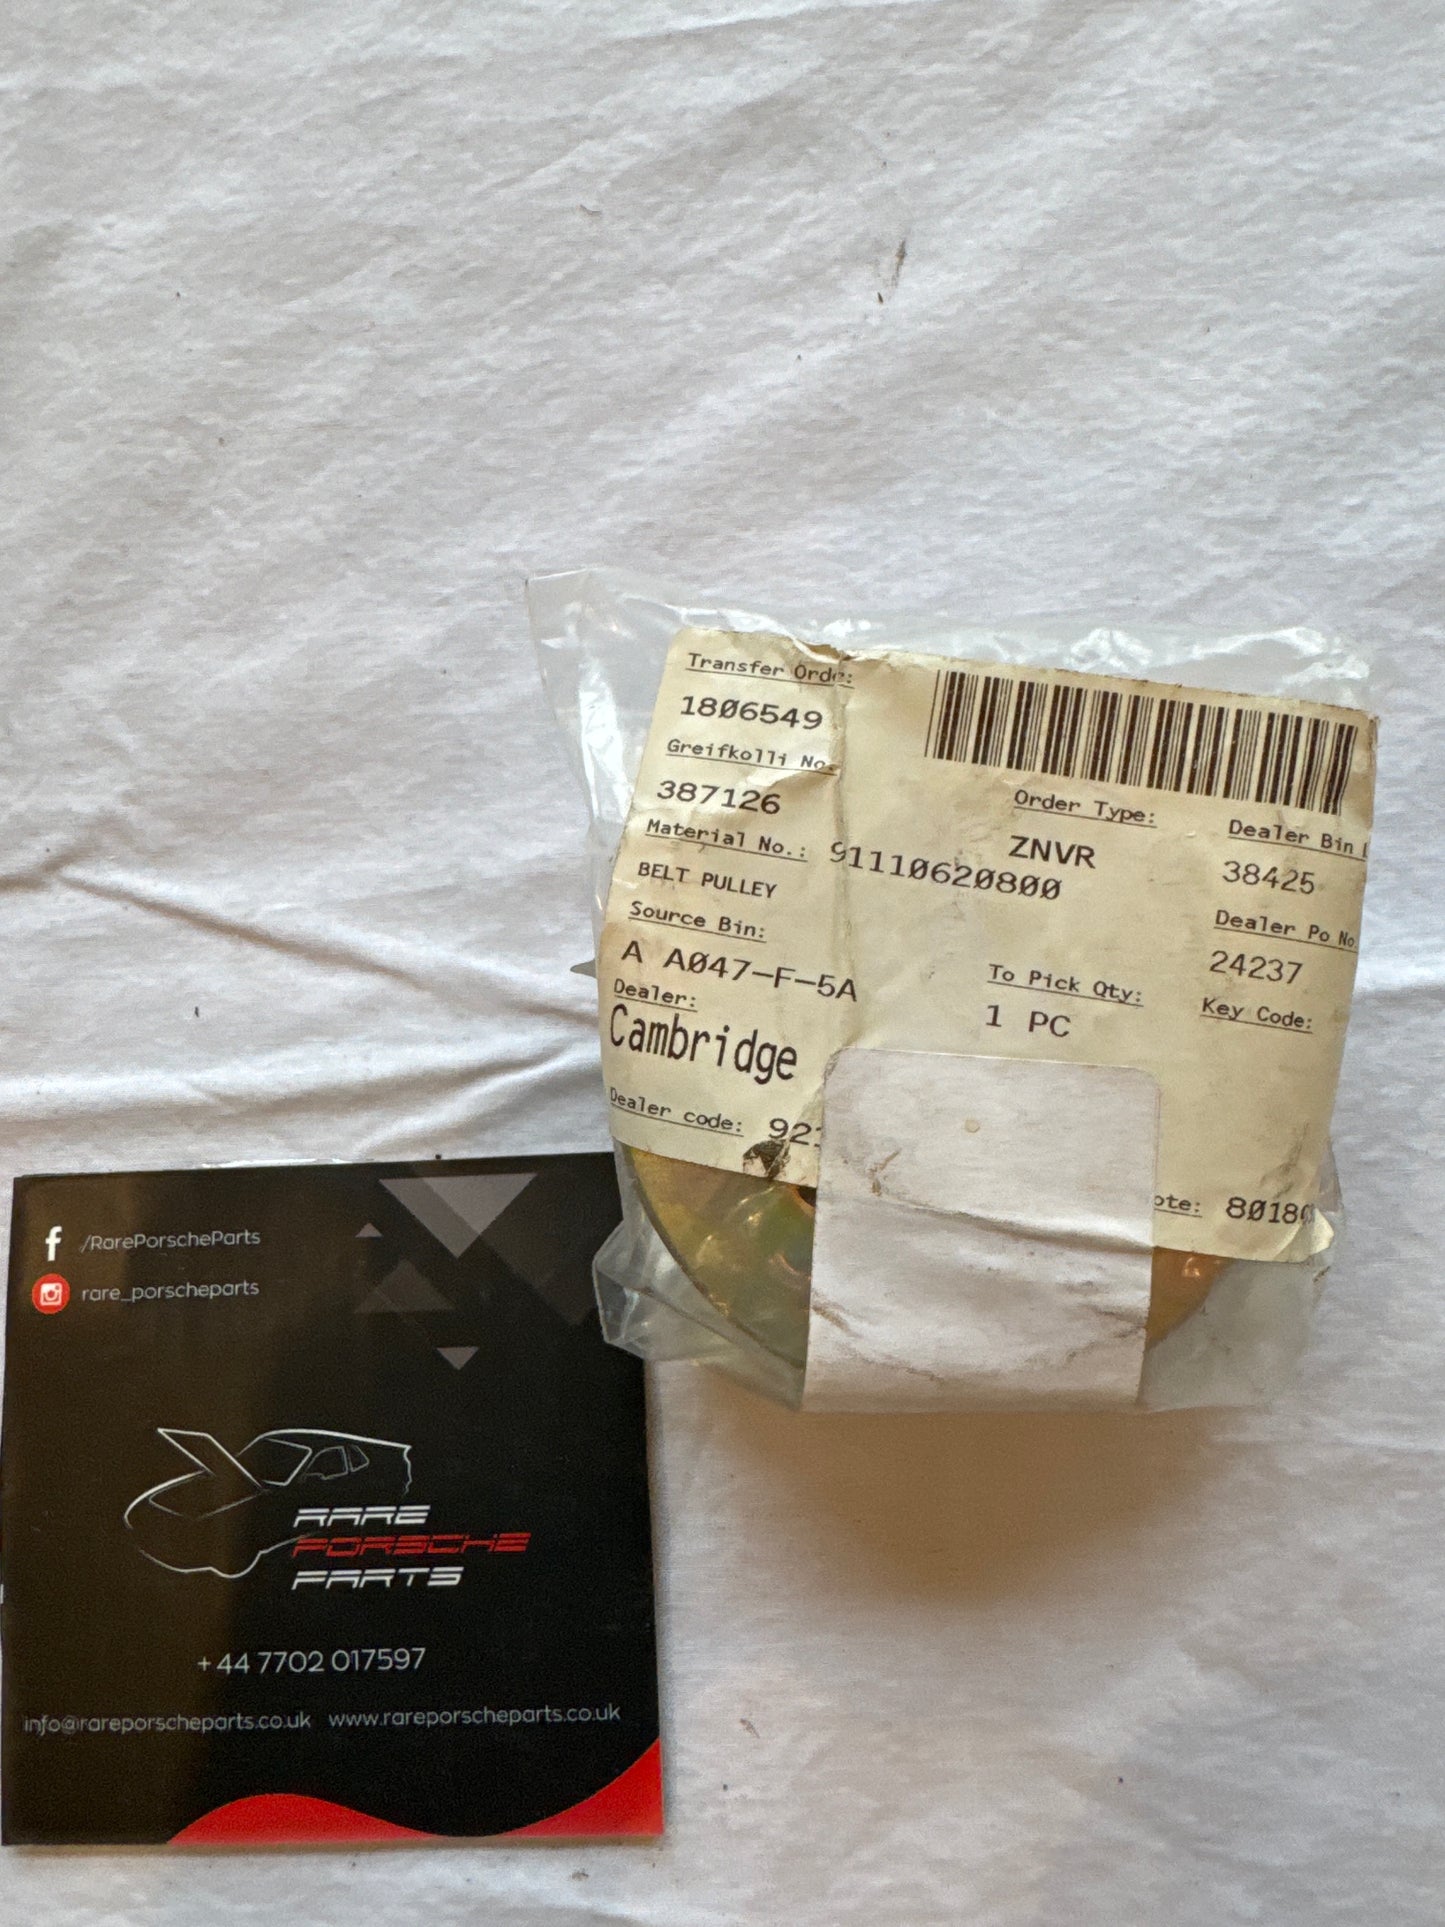 Transfer Orde:
1806549
Greifkolli No.
387126
Material No.: 91110620800
BELT PULLEY
Source Bin:
A A047-F-5A
Dealer:
Cambridge
Dealer code: 92
Order Type:
ZNVR
To Pick Qty:
1 PC
Dealer Bin
38425
Dealer Po No.
24237
Key Code:
ote: 8018
/RarePorscheParts
rare_porscheparts
RARE
PORSCHE
PARTS
+44 7702 017597
info@rareporscheparts.co.uk www.rareporscheparts.co.uk